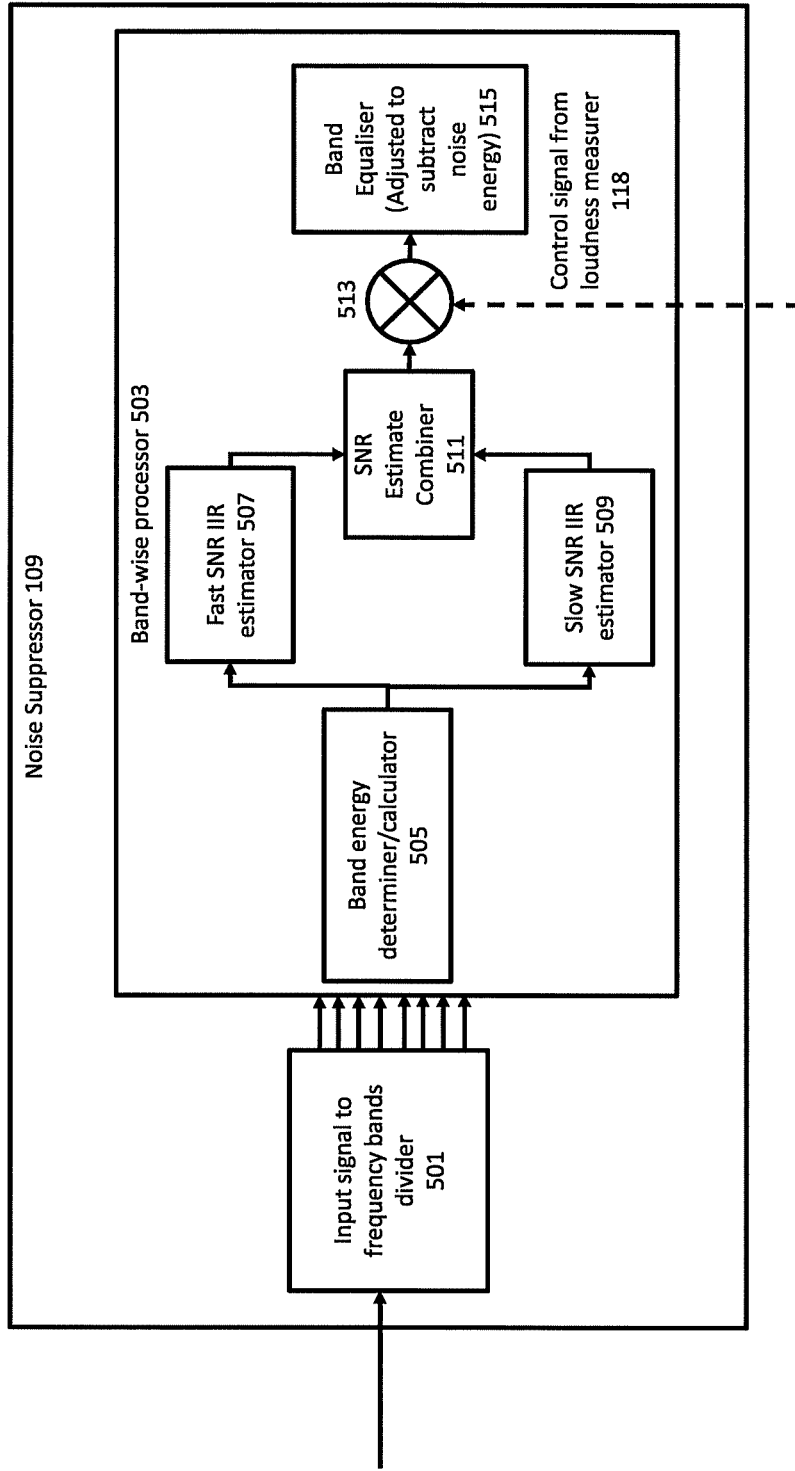 Noise Suppressor 109
Band-wise processor 503
Input signal to
frequency bands
divider
501
Band energy
determiner/calculator
505
Fast SNR IIR
estimator 507
Slow SNR IIR
estimator 509
SNR
Estimate
Combiner
511
513
Band
Equaliser
(Adjusted to
subtract
noise
energy) 515
Control signal from
loudness measurer
118